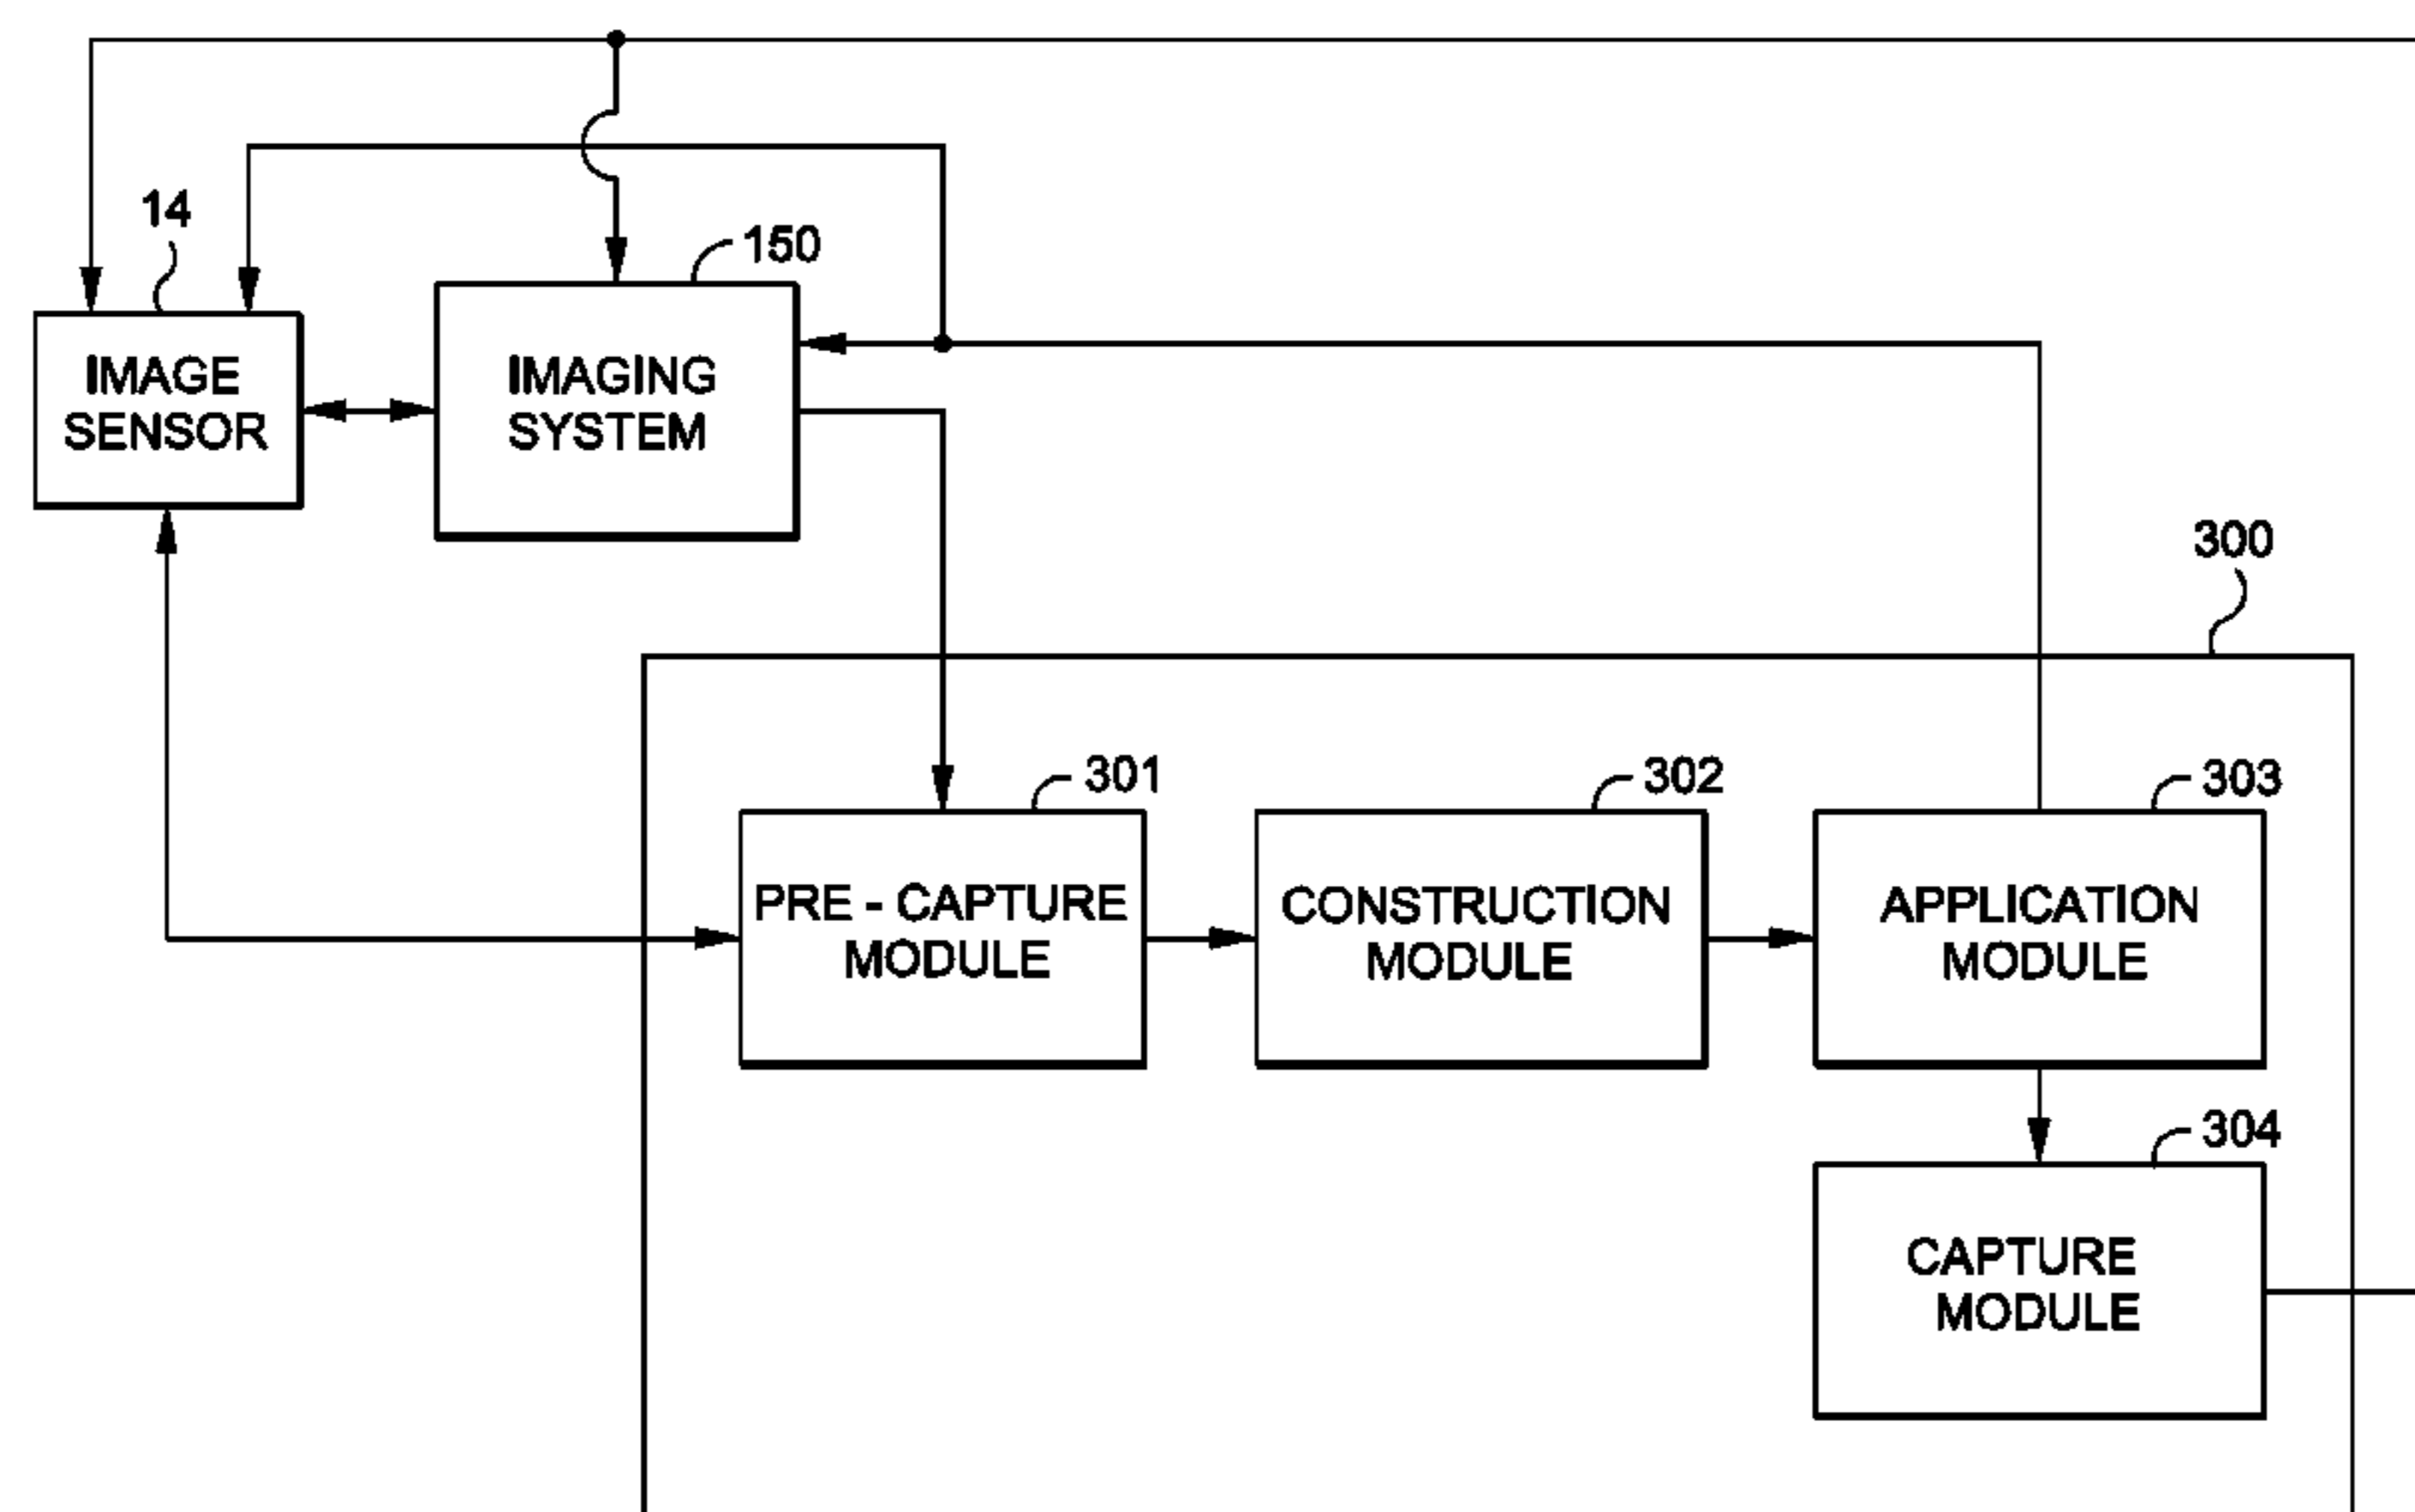 14
150
IMAGE
SENSOR
IMAGING
SYSTEM
300
301
302
303
PRE - CAPTURE
MODULE
CONSTRUCTION
MODULE
APPLICATION
MODULE
304
CAPTURE
MODULE